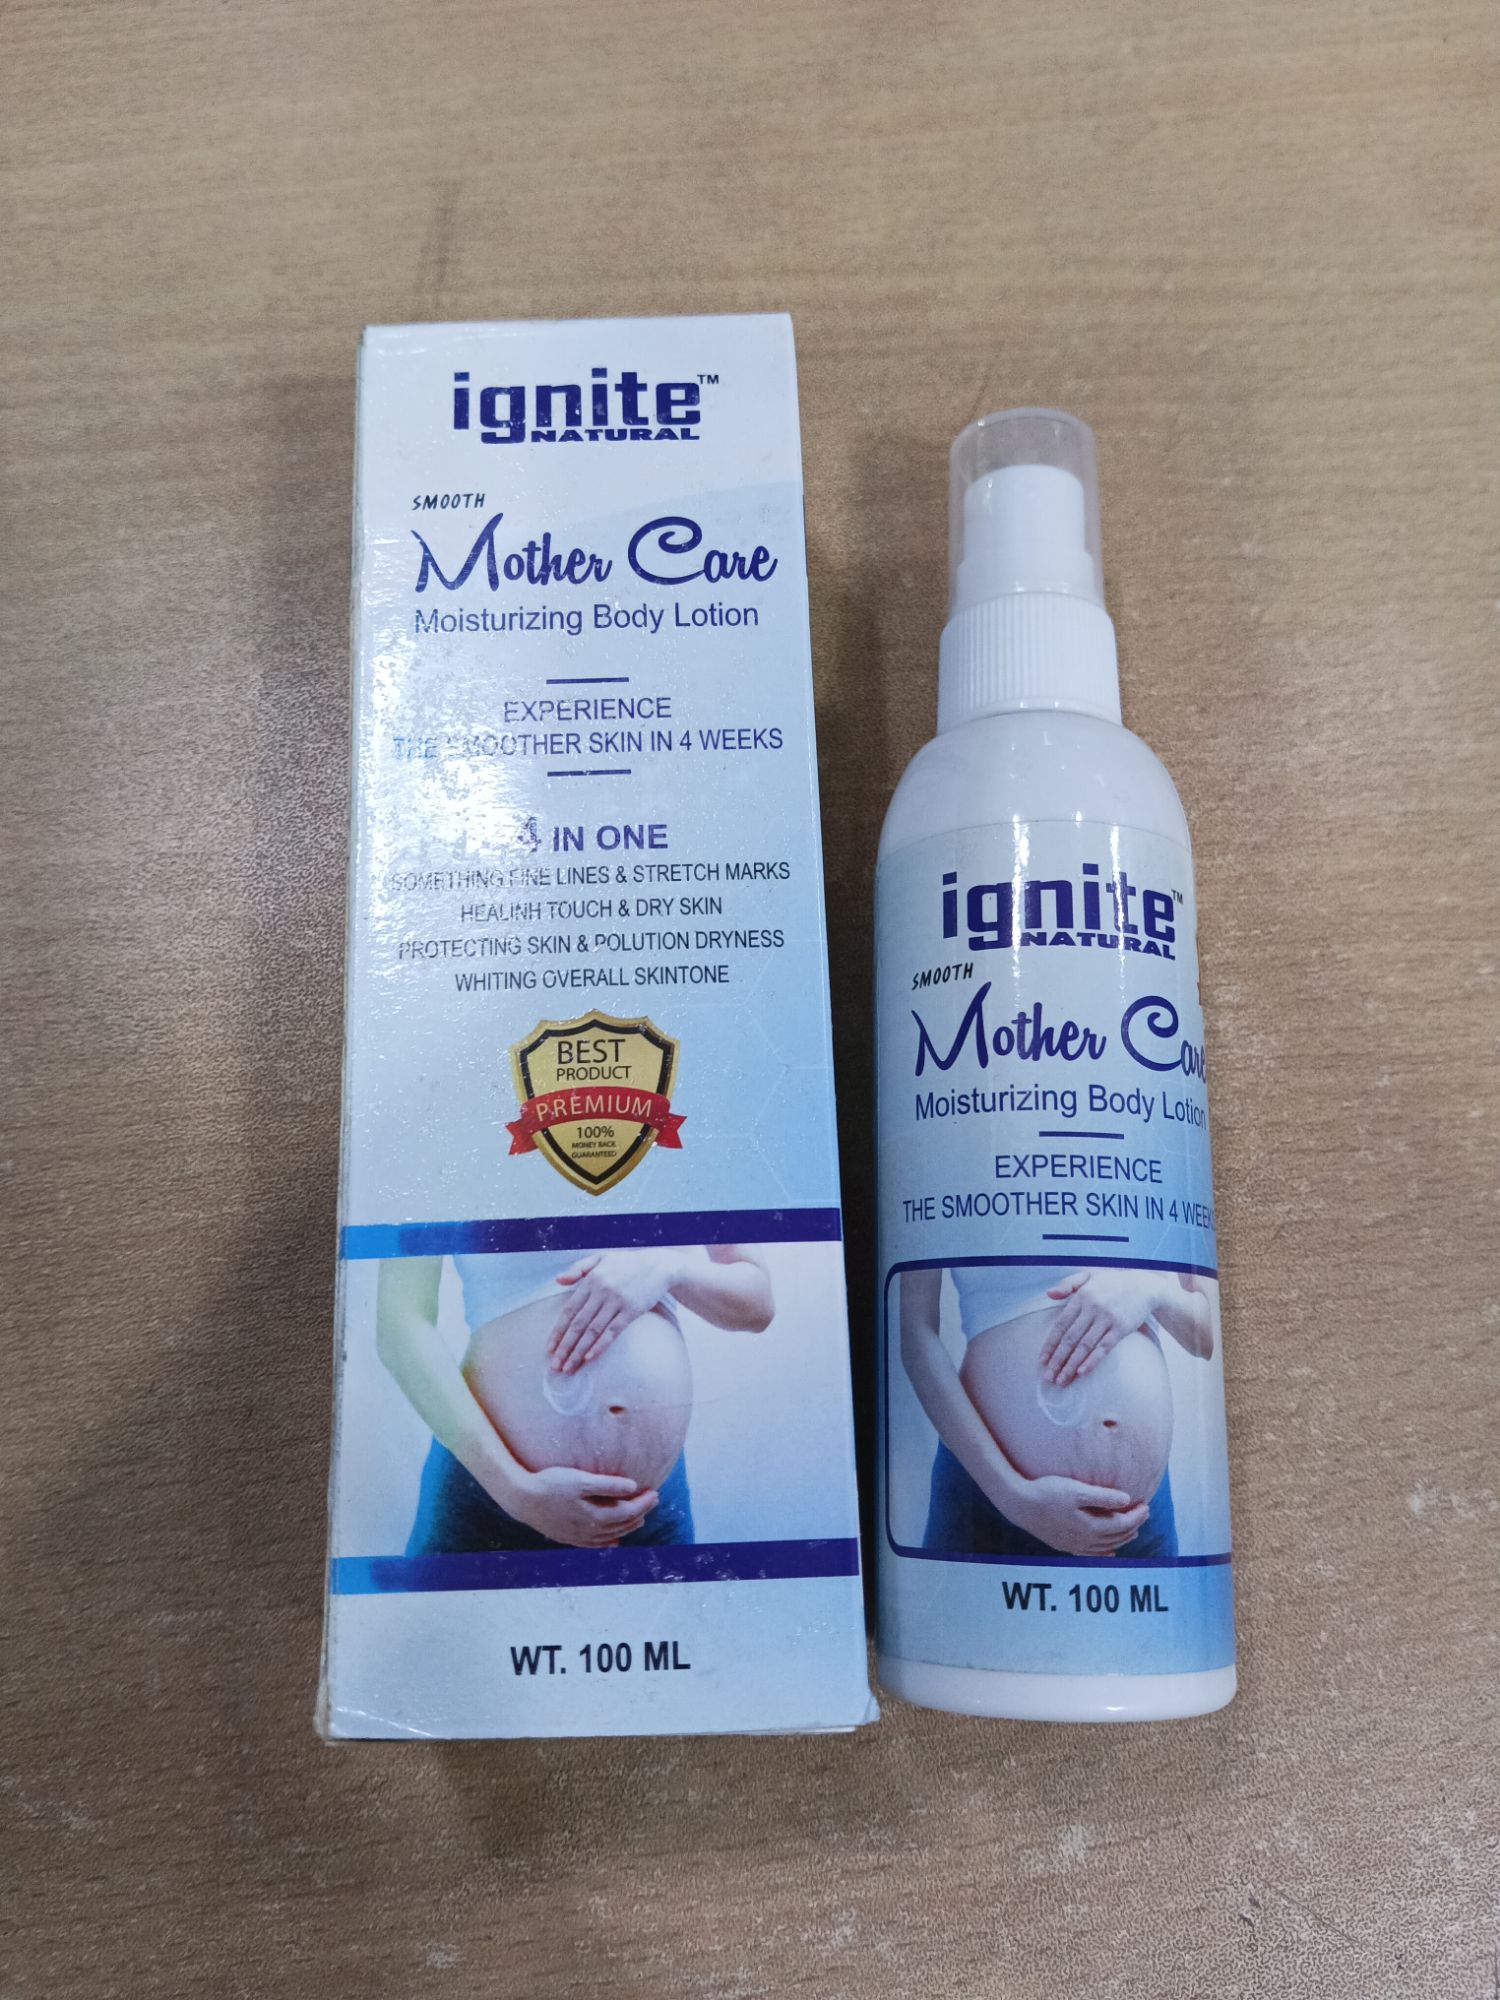 ignite™
NATURAL
SMOOTH
Mother Care
Moisturizing Body Lotion
EXPERIENCE
THE SMOOTHER SKIN IN 4 WEEKS
4 IN ONE
SOMETHING FINE LINES & STRETCH MARKS
HEALINH TOUCH & DRY SKIN
PROTECTING SKIN & POLUTION DRYNESS
WHITING OVERALL SKINTONE
BEST
PRODUCT
PREMIUM
100%
MONEY BACK
GUARANTEED
WT. 100 ML
ignite™
NATURAL
SMOOTH
Mother Care
Moisturizing Body Lotion
EXPERIENCE
THE SMOOTHER SKIN IN 4 WEEKS
WT. 100 ML